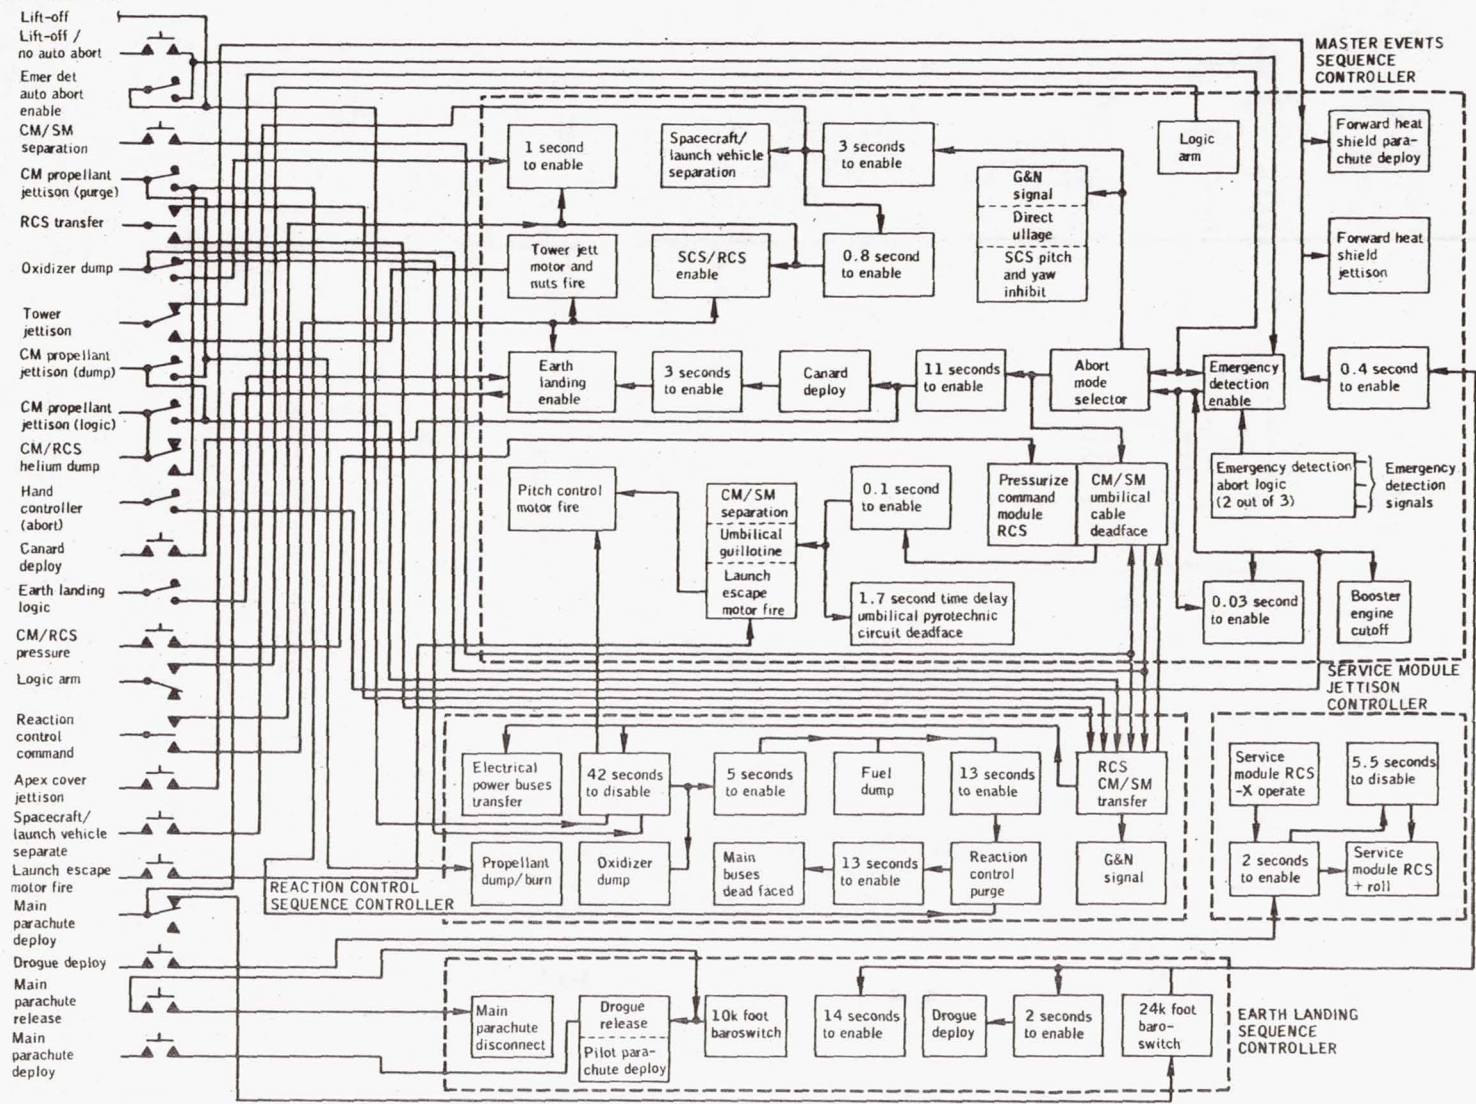 Lift-off
Lift-off /
no auto abort
Emer det
auto abort
enable
CM/SM
separation
CM propellant
jettison (purge)
RCS transfer
Oxidizer dump
Tower
jettison
CM propellant
jettison (dump)
CM propellant
jettison (logic)
CM/RCS
helium dump
Hand
controller
(abort)
Canard
deploy
Earth landing
logic
CM/RCS
pressure
Logic arm
Reaction
control
command
Apex cover
jettison
Spacecraft/
launch vehicle
separate
Launch escape
motor fire
Main
parachute
deploy
Drogue deploy
Main
parachute
release
Main
parachute
deploy
MASTER EVENTS
SEQUENCE
CONTROLLER
1 second
to enable
Spacecraft/
launch vehicle
separation
3 seconds
to enable
Logic
arm
Forward heat
shield para-
chute deploy
G&N
signal
Direct
ullage
SCS pitch
and yaw
inhibit
Tower jett
motor and
nuts fire
SCS/RCS
enable
0.8 second
to enable
Forward heat
shield
jettison
Earth
landing
enable
3 seconds
to enable
Canard
deploy
11 seconds
to enable
Abort
mode
selector
Emergency
detection
enable
0.4 second
to enable
Pitch control
motor fire
CM/SM
separation
Umbilical
guillotine
Launch
escape
motor fire
0.1 second
to enable
Pressurize
command
module
RCS
CM/SM
umbilical
cable
deadface
Emergency detection
abort logic
(2 out of 3)
Emergency
detection
signals
1.7 second time delay
umbilical pyrotechnic
circuit deadface
0.03 second
to enable
Booster
engine
cutoff
SERVICE MODULE
JETTISON
CONTROLLER
Electrical
power buses
transfer
42 seconds
to disable
5 seconds
to enable
Fuel
dump
13 seconds
to enable
RCS
CM/SM
transfer
Service
module RCS
-X operate
5.5 seconds
to disable
Propellant
dump/burn
Oxidizer
dump
Main
buses
dead faced
13 seconds
to enable
Reaction
control
purge
G&N
signal
2 seconds
to enable
Service
module RCS
+ roll
REACTION CONTROL
SEQUENCE CONTROLLER
Main
parachute
disconnect
Drogue
release
Pilot para-
chute deploy
10k foot
baroswitch
14 seconds
to enable
Drogue
deploy
2 seconds
to enable
24k foot
baro-
switch
EARTH LANDING
SEQUENCE
CONTROLLER